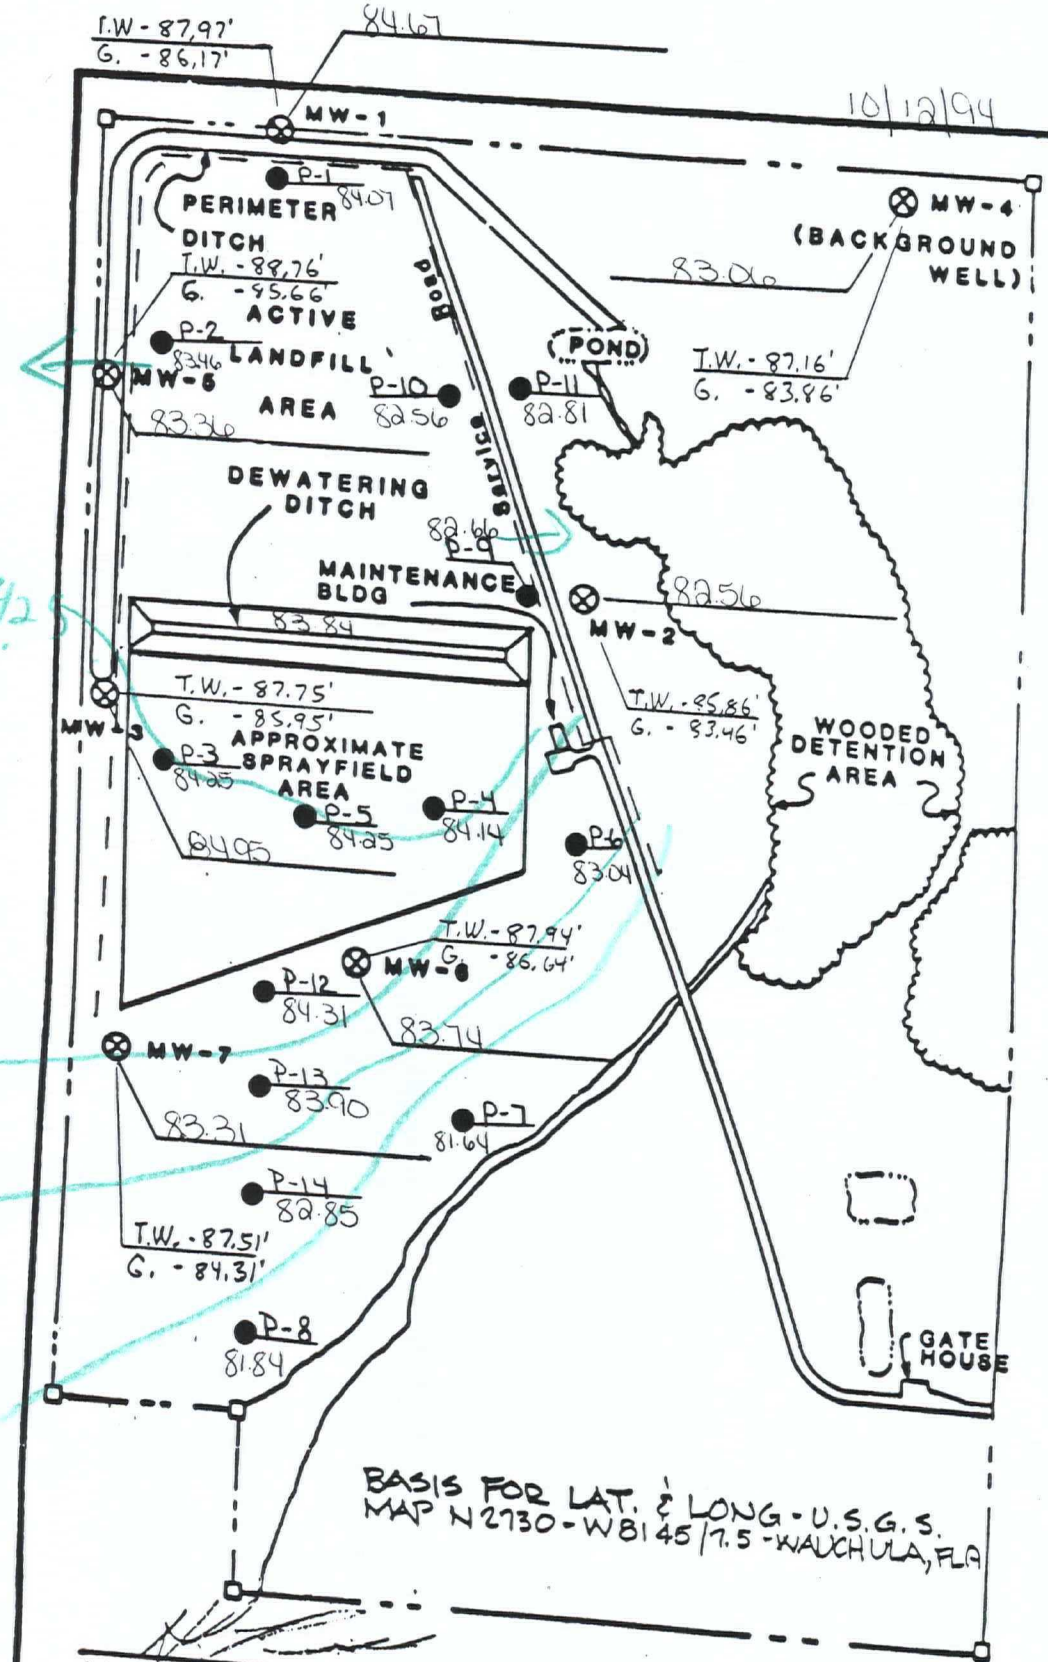 T.W - 87.97'
G. - 86.17'
84.67
10/12/94
MW-1
P-1
84.07
PERIMETER
DITCH
MW-4
(BACKGROUND
WELL)
83.06
T.W. - 87.16'
G. - 83.86'
T.W. - 88.76'
G. - 85.66'
ACTIVE
LANDFILL
AREA
P-2
83.46
MW-5
83.36
Service Road
POND
P-10
82.56
P-11
82.81
DEWATERING
DITCH
82.66
P-9
MAINTENANCE
BLDG
82.56
MW-2
T.W. - 85.86'
G. - 83.46'
83.84
T.W. - 87.75'
G. - 85.95'
MW-3
APPROXIMATE
SPRAYFIELD
AREA
P-3
84.25
P-5
84.25
P-4
84.14
84.95
P-6
83.04
WOODED
DETENTION
AREA
T.W. - 87.94'
G. - 86.64'
MW-6
P-12
84.31
83.74
MW-7
P-13
83.90
83.31
P-7
81.64
P-14
82.85
T.W. - 87.51'
G. - 84.31'
P-8
81.84
GATE
HOUSE
BASIS FOR LAT. & LONG - U.S.G.S.
MAP N2730-W8145/7.5-WAUCHULA, FLA